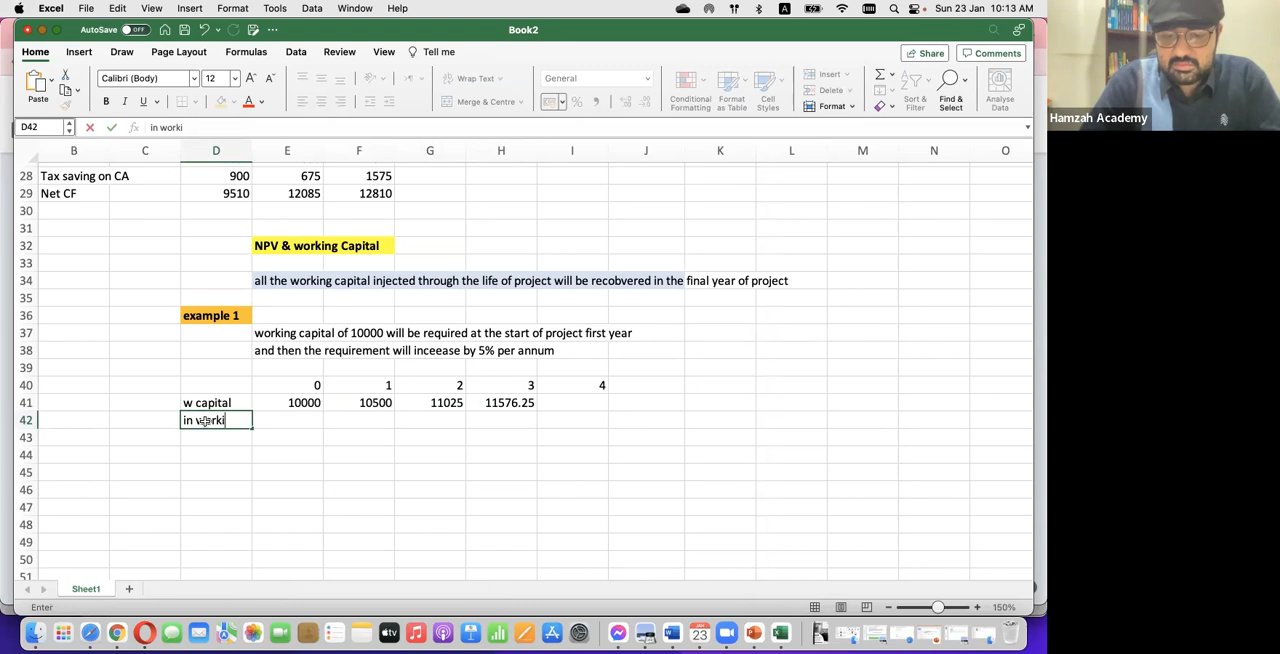 Excel File Edit View Insert Format Tools Data Window Help Sun 23 Jan 10:13 AM
AutoSave OFF Book2
Home Insert Draw Page Layout Formulas Data Review View Tell me Share Comments
Paste Calibri (Body) 12 Wrap Text General Insert
B I U A Merge & Centre Conditional Formatting Format as Table Cell Styles Delete Format Sort & Filter Find & Select Analyse Data
Hamzah Academy
D42 fx in worki
B C D E F G H I J K L M N O
28 Tax saving on CA 900 675 1575
29 Net CF 9510 12085 12810
30
31
32 NPV & working Capital
33
34 all the working capital injected through the life of project will be recobvered in the final year of project
35
36 example 1
37 working capital of 10000 will be required at the start of project first year
38 and then the requirement will inceease by 5% per annum
39
40 0 1 2 3 4
41 w capital 10000 10500 11025 11576.25
42 in worki
43
44
45
46
47
48
49
50
51
Sheet1
Enter 150%